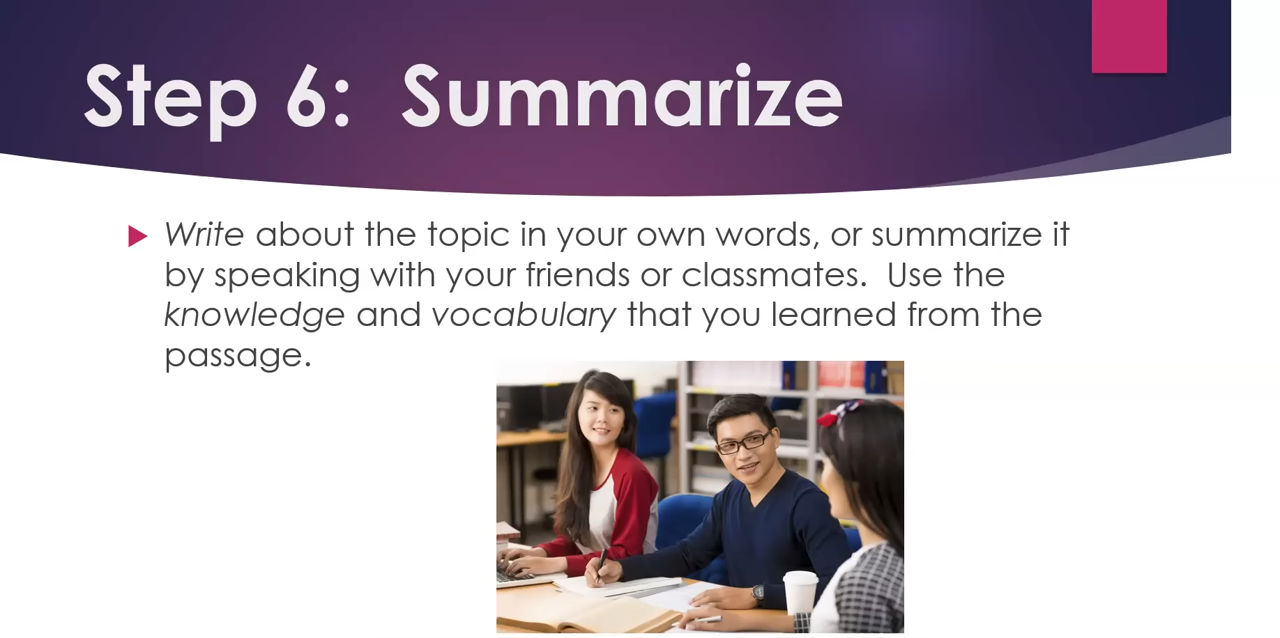 Step 6:  Summarize
Write about the topic in your own words, or summarize it
by speaking with your friends or classmates.  Use the
knowledge and vocabulary that you learned from the
passage.